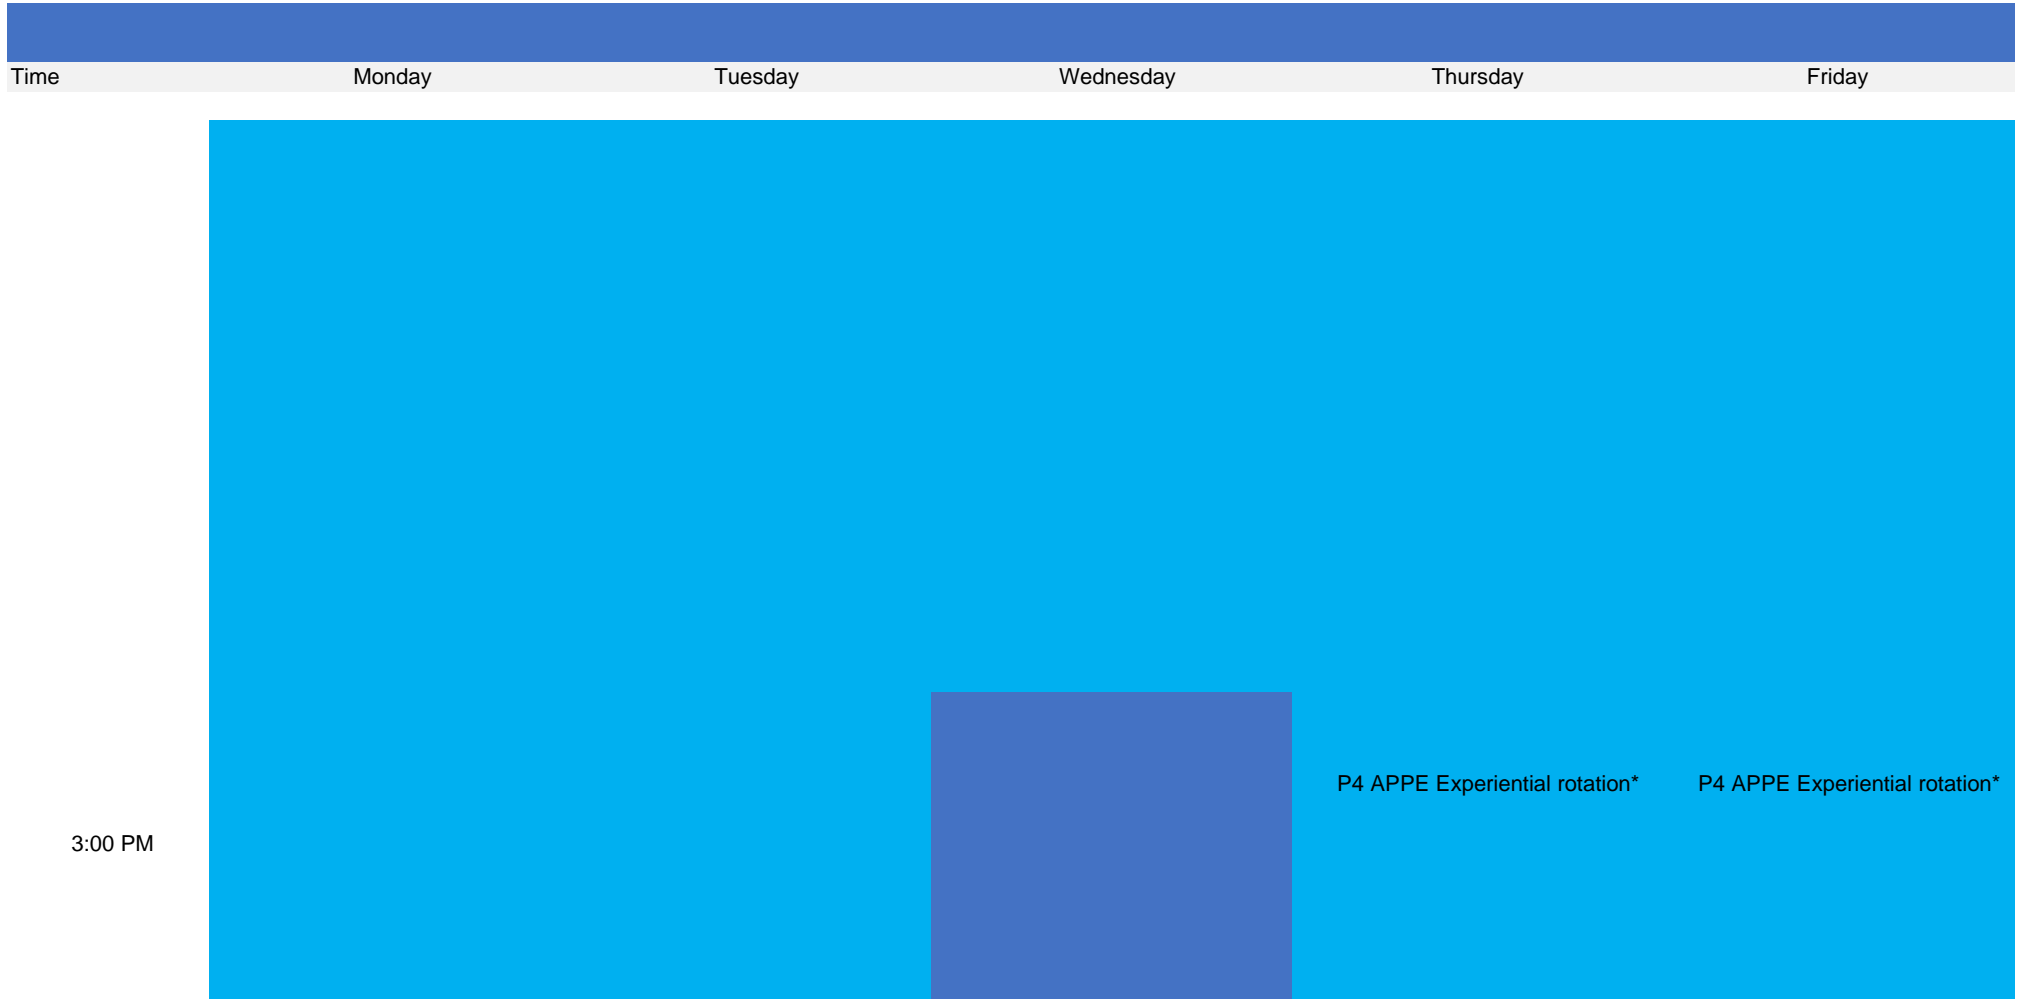 Time Monday Tuesday Wednesday Thursday Friday
P4 APPE Experiential rotation* P4 APPE Experiential rotation*
3:00 PM